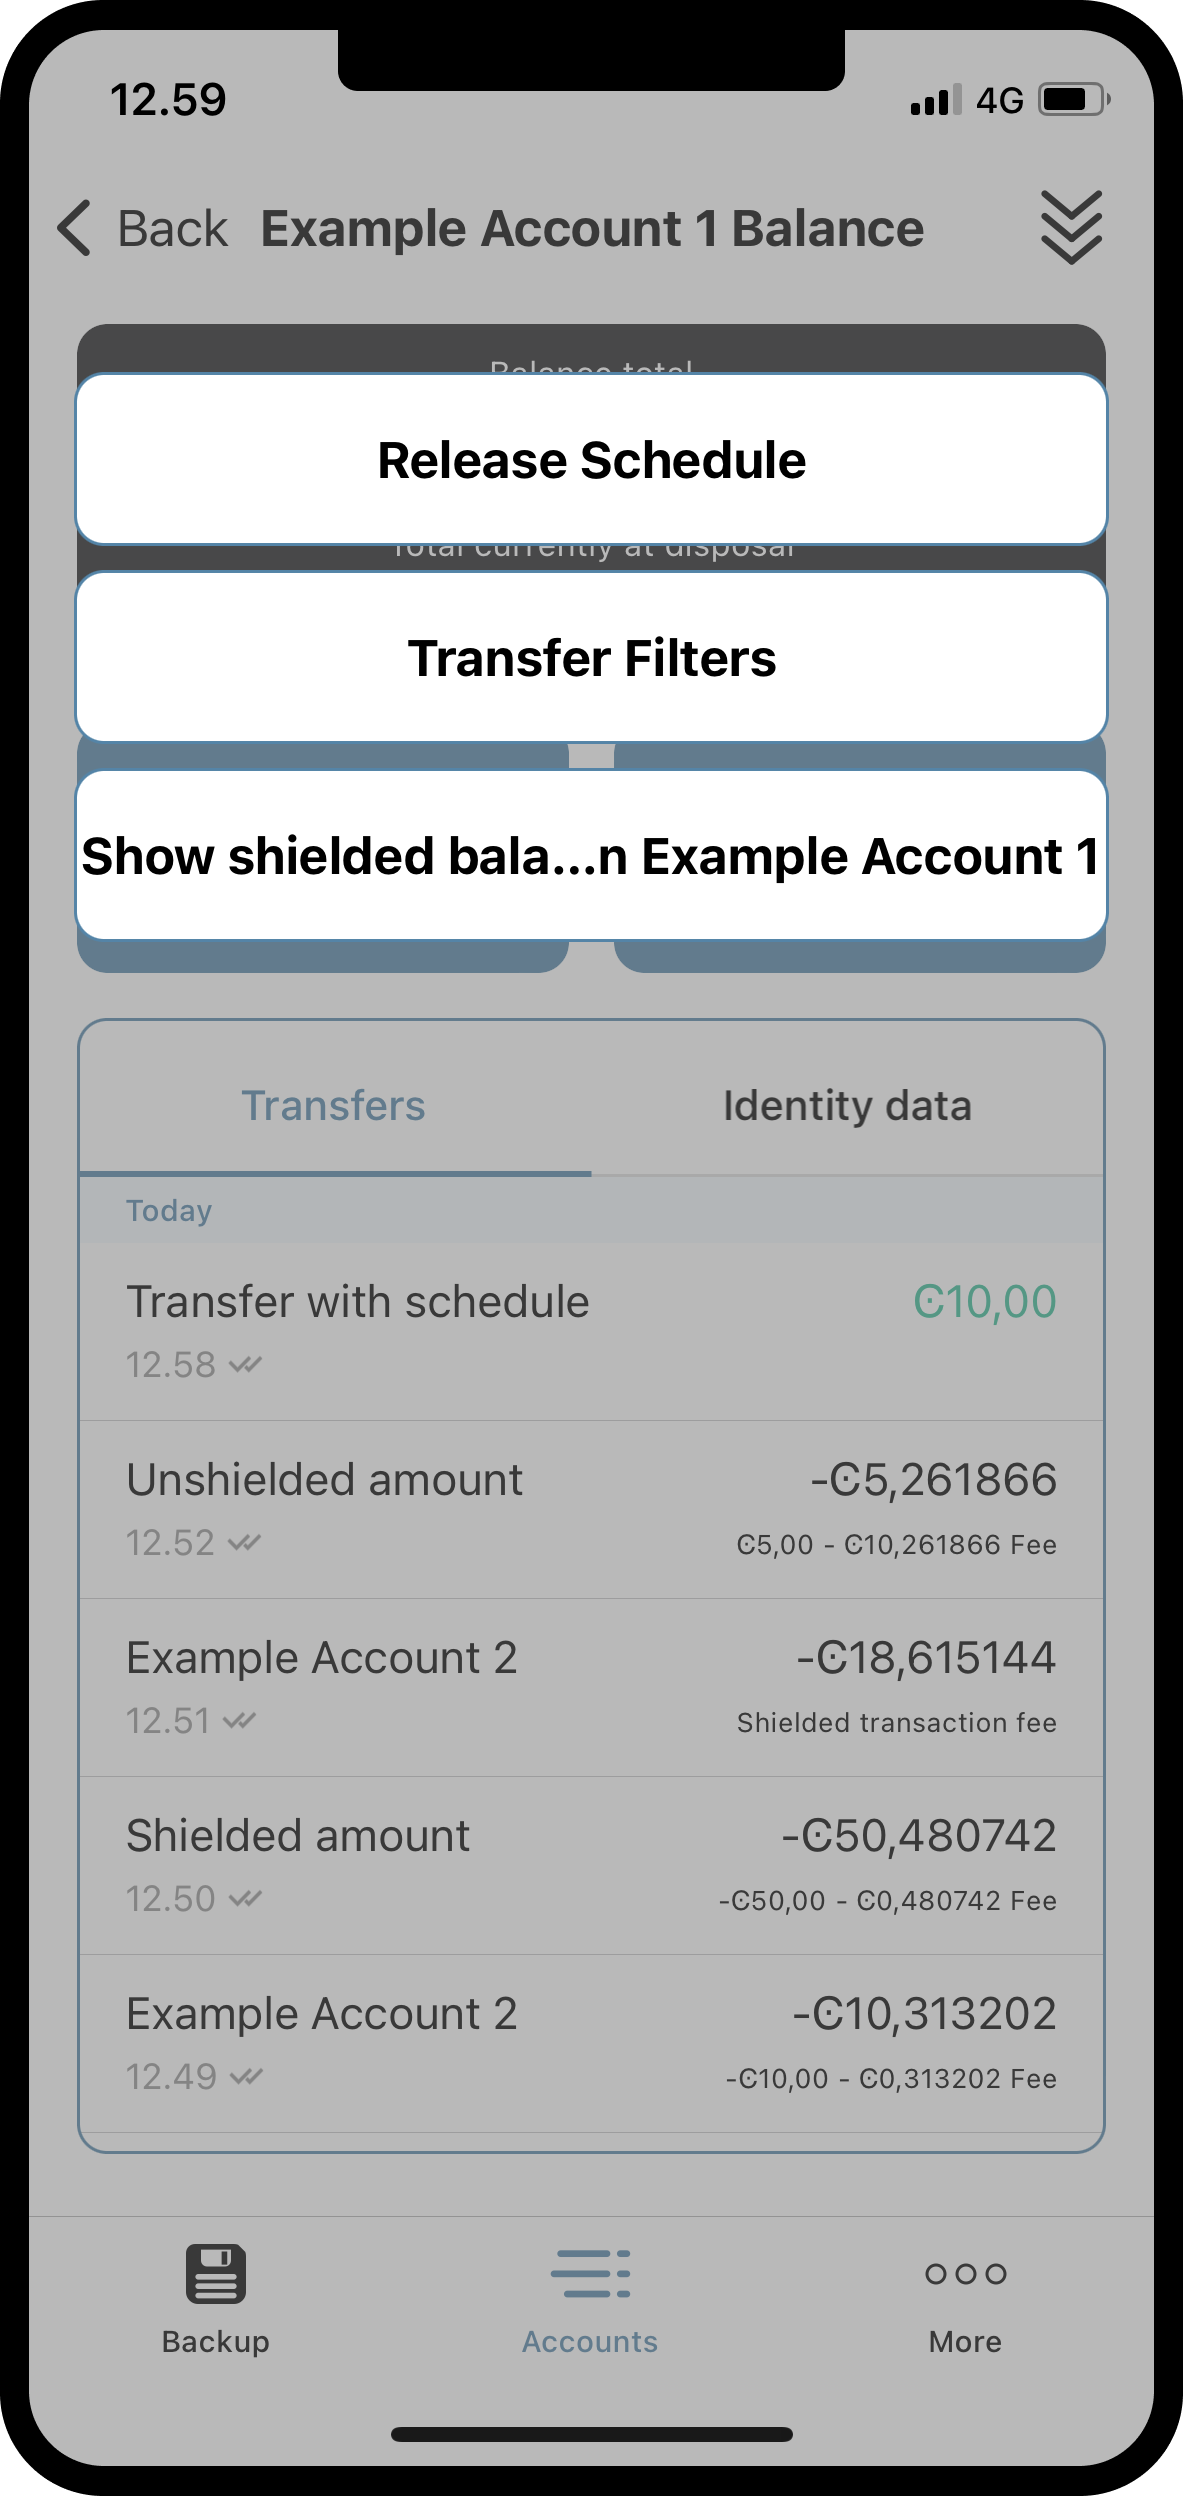 12.59
4G
Back Example Account 1 Balance
Balance total
Release Schedule
Total currently at disposal
Transfer Filters
Show shielded bala...n Example Account 1
Transfers Identity data
Today
Transfer with schedule Ͼ10,00
12.58
Unshielded amount -Ͼ5,261866
12.52 Ͼ5,00 - Ͼ10,261866 Fee
Example Account 2 -Ͼ18,615144
12.51 Shielded transaction fee
Shielded amount -Ͼ50,480742
12.50 -Ͼ50,00 - Ͼ0,480742 Fee
Example Account 2 -Ͼ10,313202
12.49 -Ͼ10,00 - Ͼ0,313202 Fee
Backup Accounts More